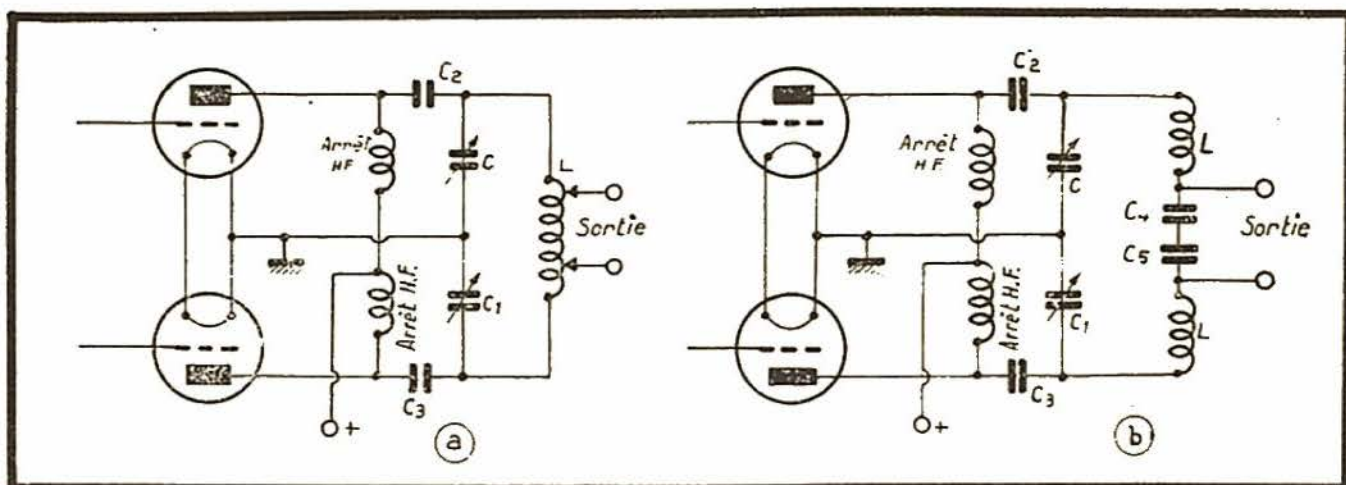 C2
Arrêt
HF
C
L
Sortie
Arrêt H.F.
C1
C3
+
a
C2
Arrêt
H.F.
C
L
C4
Sortie
C5
Arrêt H.F.
C1
L
C3
+
b